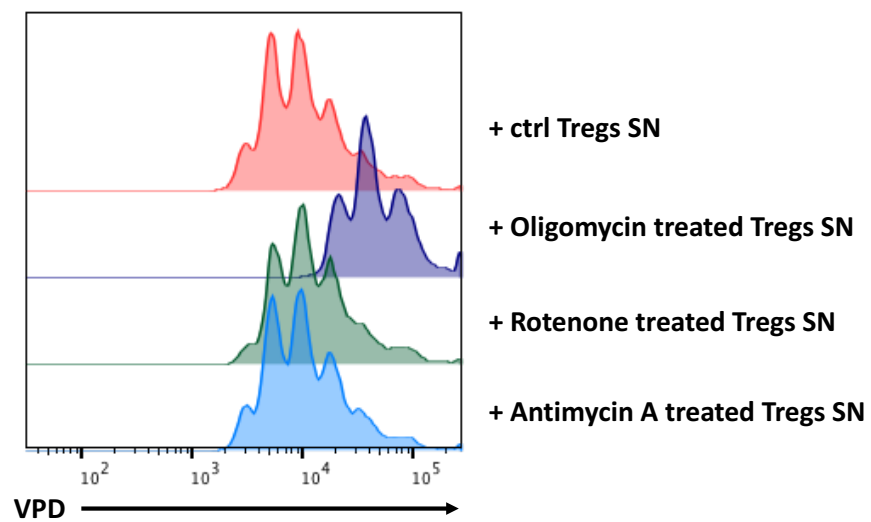 + ctrl Tregs SN
+ Oligomycin treated Tregs SN
+ Rotenone treated Tregs SN
+ Antimycin A treated Tregs SN
10² 10³ 10⁴ 10⁵
VPD